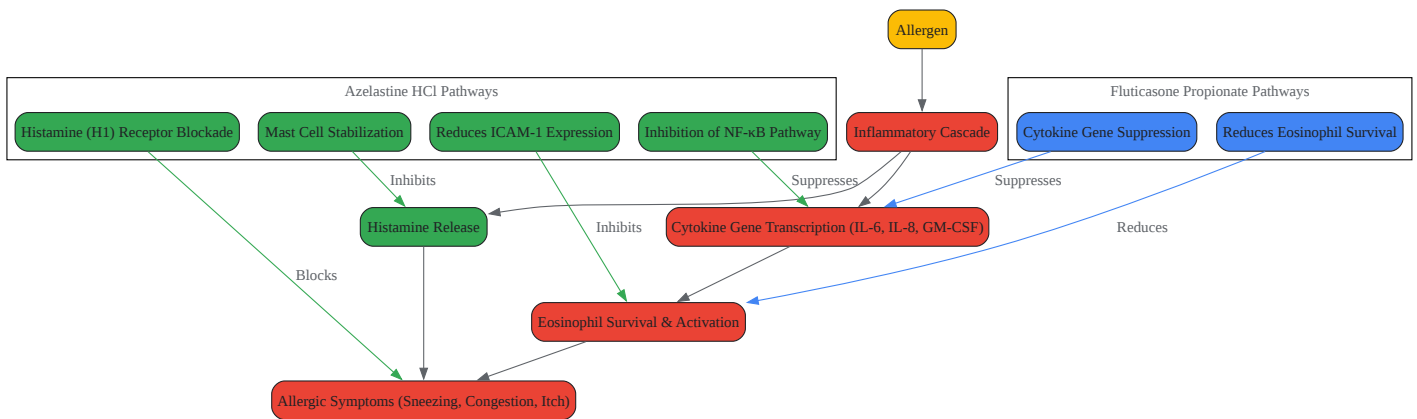 Allergen
Azelastine HCl Pathways
Fluticasone Propionate Pathways
Histamine (H1) Receptor Blockade
Mast Cell Stabilization
Reduces ICAM-1 Expression
Inhibition of NF-κB Pathway
Inflammatory Cascade
Cytokine Gene Suppression
Reduces Eosinophil Survival
Inhibits
Suppresses
Suppresses
Histamine Release
Inhibits
Cytokine Gene Transcription (IL-6, IL-8, GM-CSF)
Reduces
Blocks
Eosinophil Survival & Activation
Allergic Symptoms (Sneezing, Congestion, Itch)